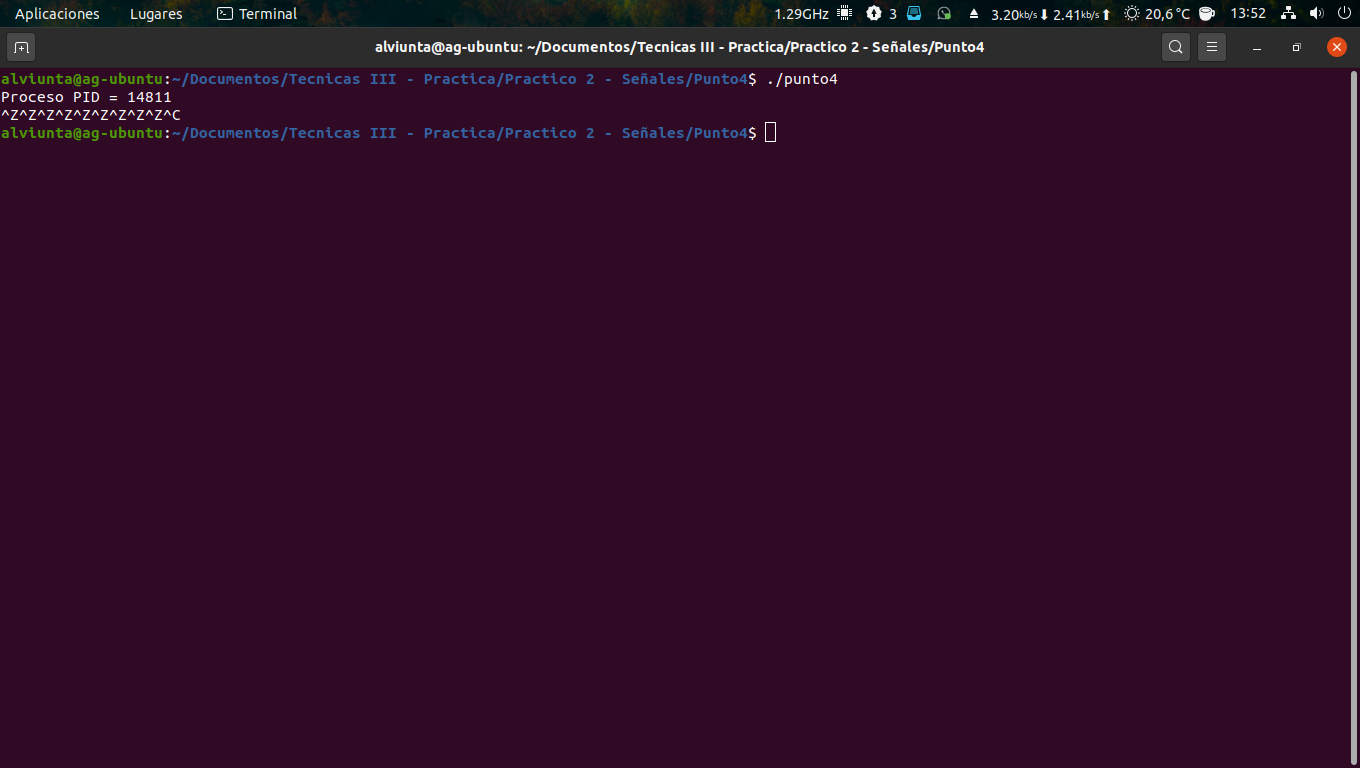 Aplicaciones Lugares Terminal 1.29GHz 3 3.20kb/s⬇ 2.41kb/s⬆ 20,6 °C 13:52
alviunta@ag-ubuntu: ~/Documentos/Tecnicas III - Practica/Practico 2 - Señales/Punto4
alviunta@ag-ubuntu:~/Documentos/Tecnicas III - Practica/Practico 2 - Señales/Punto4$ ./punto4
Proceso PID = 14811
^Z^Z^Z^Z^Z^Z^Z^Z^Z^C
alviunta@ag-ubuntu:~/Documentos/Tecnicas III - Practica/Practico 2 - Señales/Punto4$